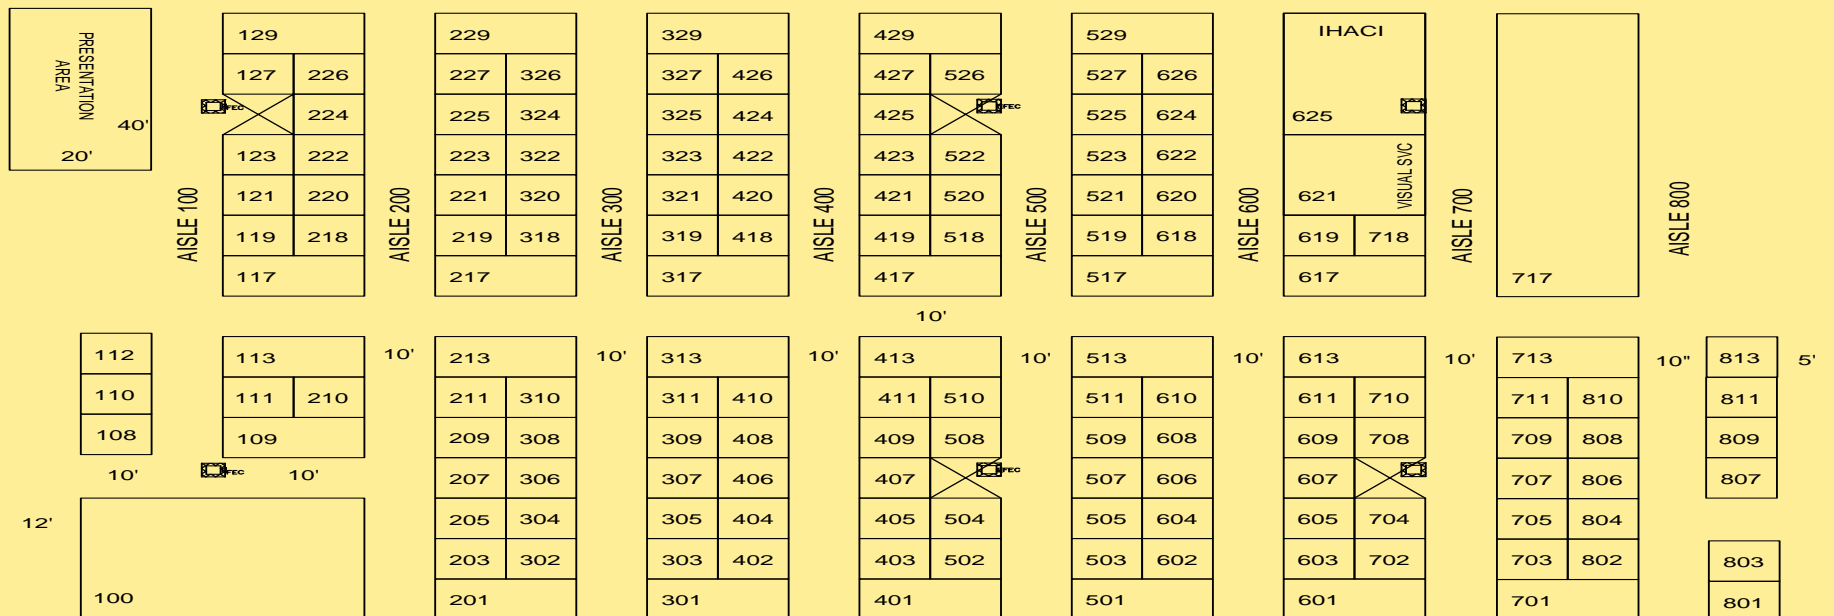 129 229 329 429 529 IHACI
PRESENTATION
AREA
127 226 227 326 327 426 427 526 527 626
FEC FEC
224 225 324 325 424 425 525 624 625
40'
20' 123 222 223 322 323 422 423 522 523 622 VISUAL SVC
121 220 221 320 321 420 421 520 521 620 621
AISLE 100 AISLE 200 AISLE 300 AISLE 400 AISLE 500 AISLE 600 AISLE 700 AISLE 800
119 218 219 318 319 418 419 518 519 618 619 718
117 217 317 417 517 617 717
10'
112 113 10' 213 10' 313 10' 413 10' 513 10' 613 10' 713 10" 813 5'
110 111 210 211 310 311 410 411 510 511 610 611 710 711 810 811
108 109 209 308 309 408 409 508 509 608 609 708 709 808 809
10' FEC 10' 207 306 307 406 407 FEC 507 606 607 707 806 807
12' 205 304 305 404 405 504 505 604 605 704 705 804
203 302 303 402 403 502 503 602 603 702 703 802 803
100 201 301 401 501 601 701 801